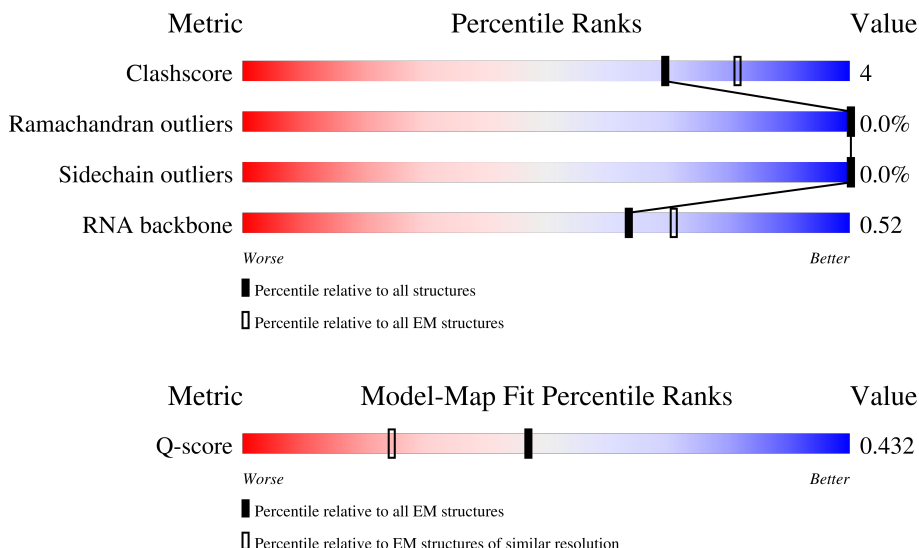 Metric Percentile Ranks Value
Clashscore 4
Ramachandran outliers 0.0%
Sidechain outliers 0.0%
RNA backbone 0.52
Worse Better
Percentile relative to all structures
Percentile relative to all EM structures
Metric Model-Map Fit Percentile Ranks Value
Q-score 0.432
Worse Better
Percentile relative to all EM structures
Percentile relative to EM structures of similar resolution